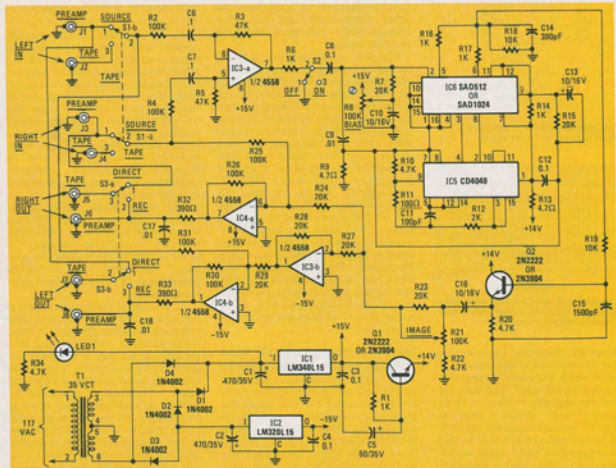 PREAMP
J1
LEFT IN
J2
TAPE
SOURCE
S1-b
TAPE
R2
100K
C6
.1
R3
47K
IC3-a
1/2 4558
+15V
C7
.1
R4
100K
R5
47K
R6
1K
S2
OFF
ON
C8
0.1
+15V
R7
20K
R8
100K
BIAS
C10
10/16V
C9
.01
R9
4.7Ω
R16
1K
R17
1K
R18
10K
C14
390pF
IC6 SAD512
OR
SAD1024
C13
10/16V
R14
1K
R15
20K
C12
0.1
R13
4.7Ω
+14V
IC5
CD4049
R10
4.7K
R11
100Ω
C11
100pF
R12
2K
R19
10K
C15
1500pF
PREAMP
J3
RIGHT IN
TAPE
J4
SOURCE
S1-a
TAPE
R25
100K
R26
100K
1/2 4558
IC4-a
+15V
R24
20K
DIRECT
TAPE
S3-a
J5
RIGHT OUT
J6
PREAMP
REC
R32
390Ω
C17
.01
R31
100K
R28
20K
1/2 4558
IC3-b
R27
20K
-15V
R30
100K
R29
20K
1/2 4558
IC4-b
-15V
TAPE
J7
DIRECT
S3-b
REC
LEFT OUT
J8
PREAMP
R33
390Ω
C18
.01
R23
20K
C16
10/16V
+14V
Q2
2N2222
OR
2N3904
R20
4.7K
IMAGE
R21
100K
R22
4.7K
LED1
R34
4.7K
T1
35 VCT
117
VAC
D4
1N4002
D1
1N4002
D2
1N4002
D3
1N4002
C1
470/35V
IC1
LM340L15
C3
0.1
+15V
Q1
2N2222
OR 2N3904
+14V
R1
1K
C5
50/35V
IC2
LM320L15
-15V
C2
470/35V
C4
0.1